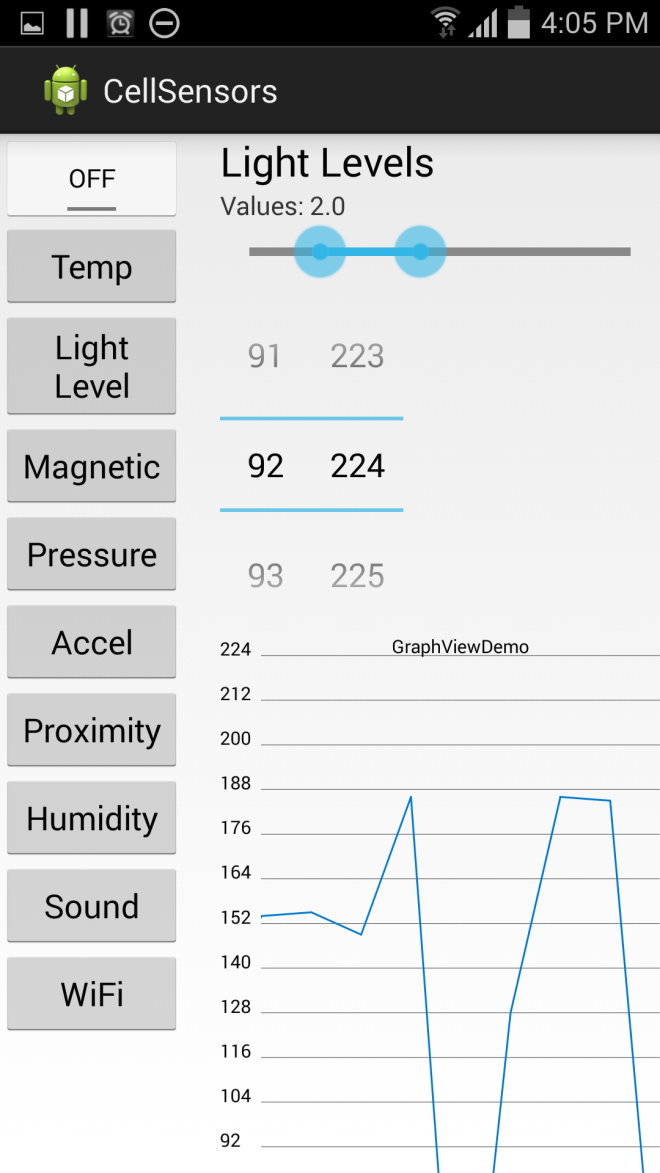 4:05 PM
CellSensors
OFF
Temp
Light
Level
Magnetic
Pressure
Accel
Proximity
Humidity
Sound
WiFi
Light Levels
Values: 2.0
91 223
92 224
93 225
GraphViewDemo
224
212
200
188
176
164
152
140
128
116
104
92